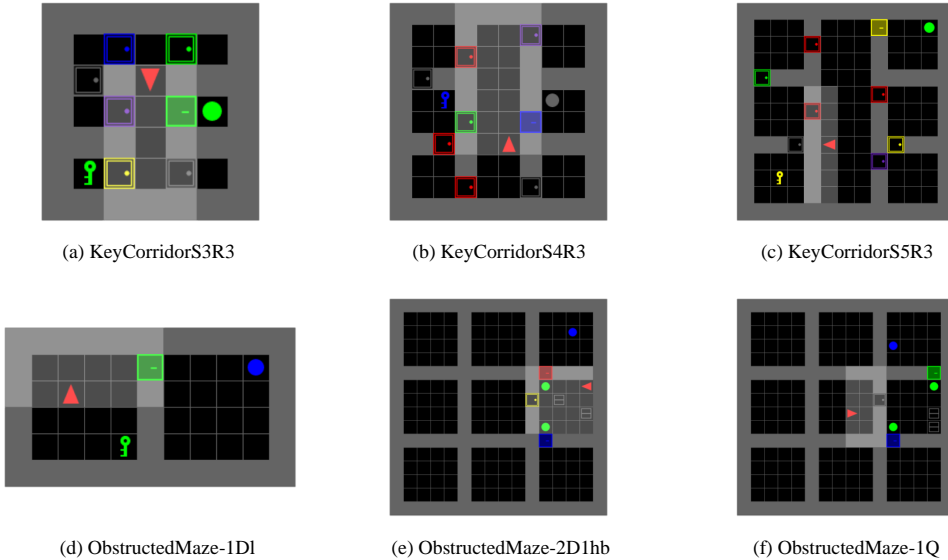 (a) KeyCorridorS3R3
(b) KeyCorridorS4R3
(c) KeyCorridorS5R3
(d) ObstructedMaze-1Dl
(e) ObstructedMaze-2D1hb
(f) ObstructedMaze-1Q